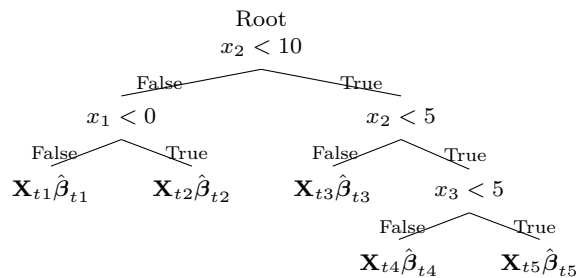 Root
x₂ < 10
False True
x₁ < 0 x₂ < 5
False True False True
X_{t1}β̂_{t1} X_{t2}β̂_{t2} X_{t3}β̂_{t3} x₃ < 5
False True
X_{t4}β̂_{t4} X_{t5}β̂_{t5}